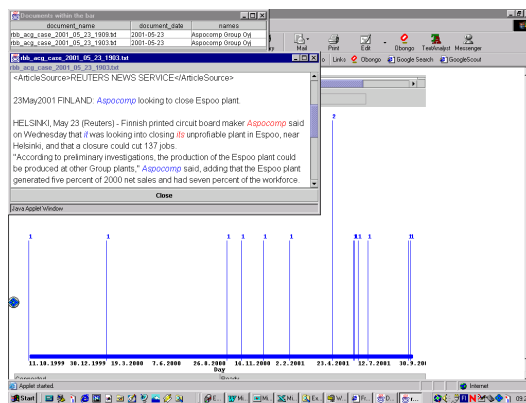 Documents within the bar
document_name document_date names
rbb_acg_case_2001_05_23_1909.txt 2001-05-23 Aspocomp Group Oyj
rbb_acg_case_2001_05_23_1903.txt 2001-05-23 Aspocomp Group Oyj
Mail Print Edit Obongo TextAnalyst Messenger
Links Obongo Google Search GoogleScout
rbb_acg_case_2001_05_23_1903.txt
rbb_acg_case_2001_05_23_1903.txt
<ArticleSource>REUTERS NEWS SERVICE</ArticleSource>
23May2001 FINLAND: Aspocomp looking to close Espoo plant.
HELSINKI, May 23 (Reuters) - Finnish printed circuit board maker Aspocomp said
on Wednesday that it was looking into closing its unprofiable plant in Espoo, near
Helsinki, and that a closure could cut 137 jobs.
"According to preliminary investigations, the production of the Espoo plant could
be produced at other Group plants," Aspocomp said, adding that the Espoo plant
generated five percent of 2000 net sales and had seven percent of the workforce.
Close
Java Applet Window
2
1 1 1 1 1 1 1 1 1
11.10.1999 30.12.1999 19.3.2000 7.6.2000 26.8.2000 14.11.2000 2.2.2001 23.4.2001 12.7.2001 30.9.20
Day
Applet started. Internet
Start